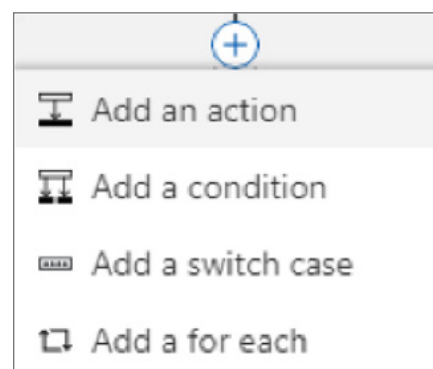 Add an action
Add a condition
Add a switch case
Add a for each